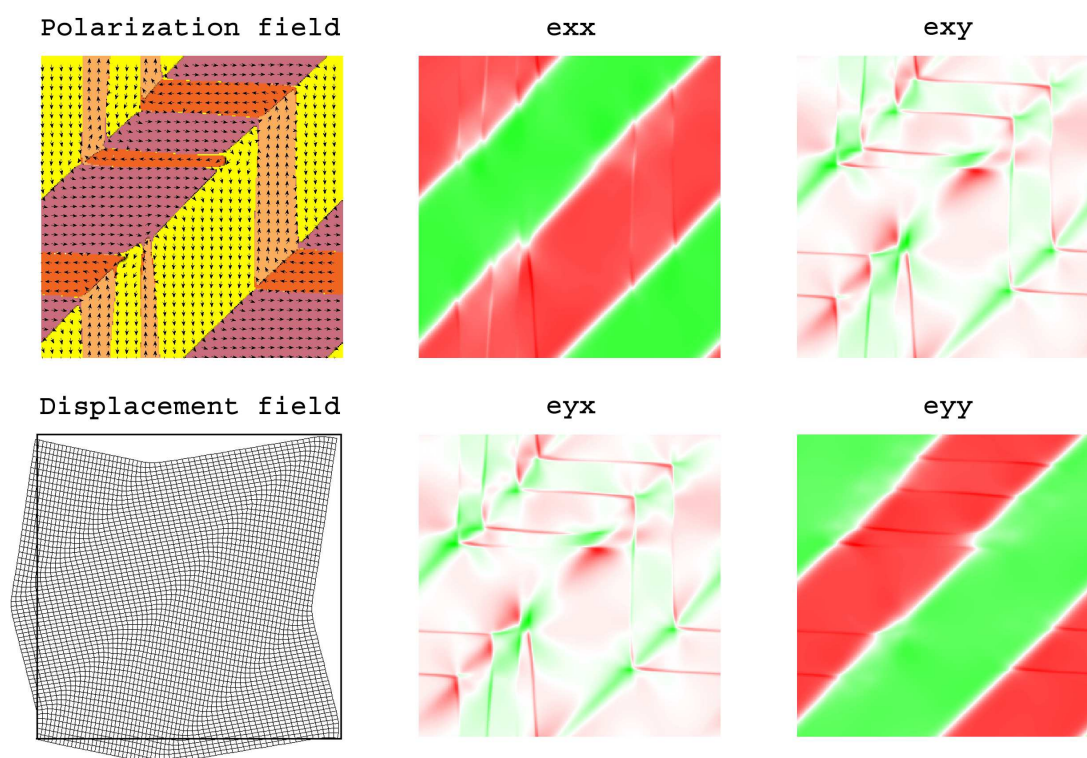 Polarization field
exx
exy
Displacement field
eyx
eyy